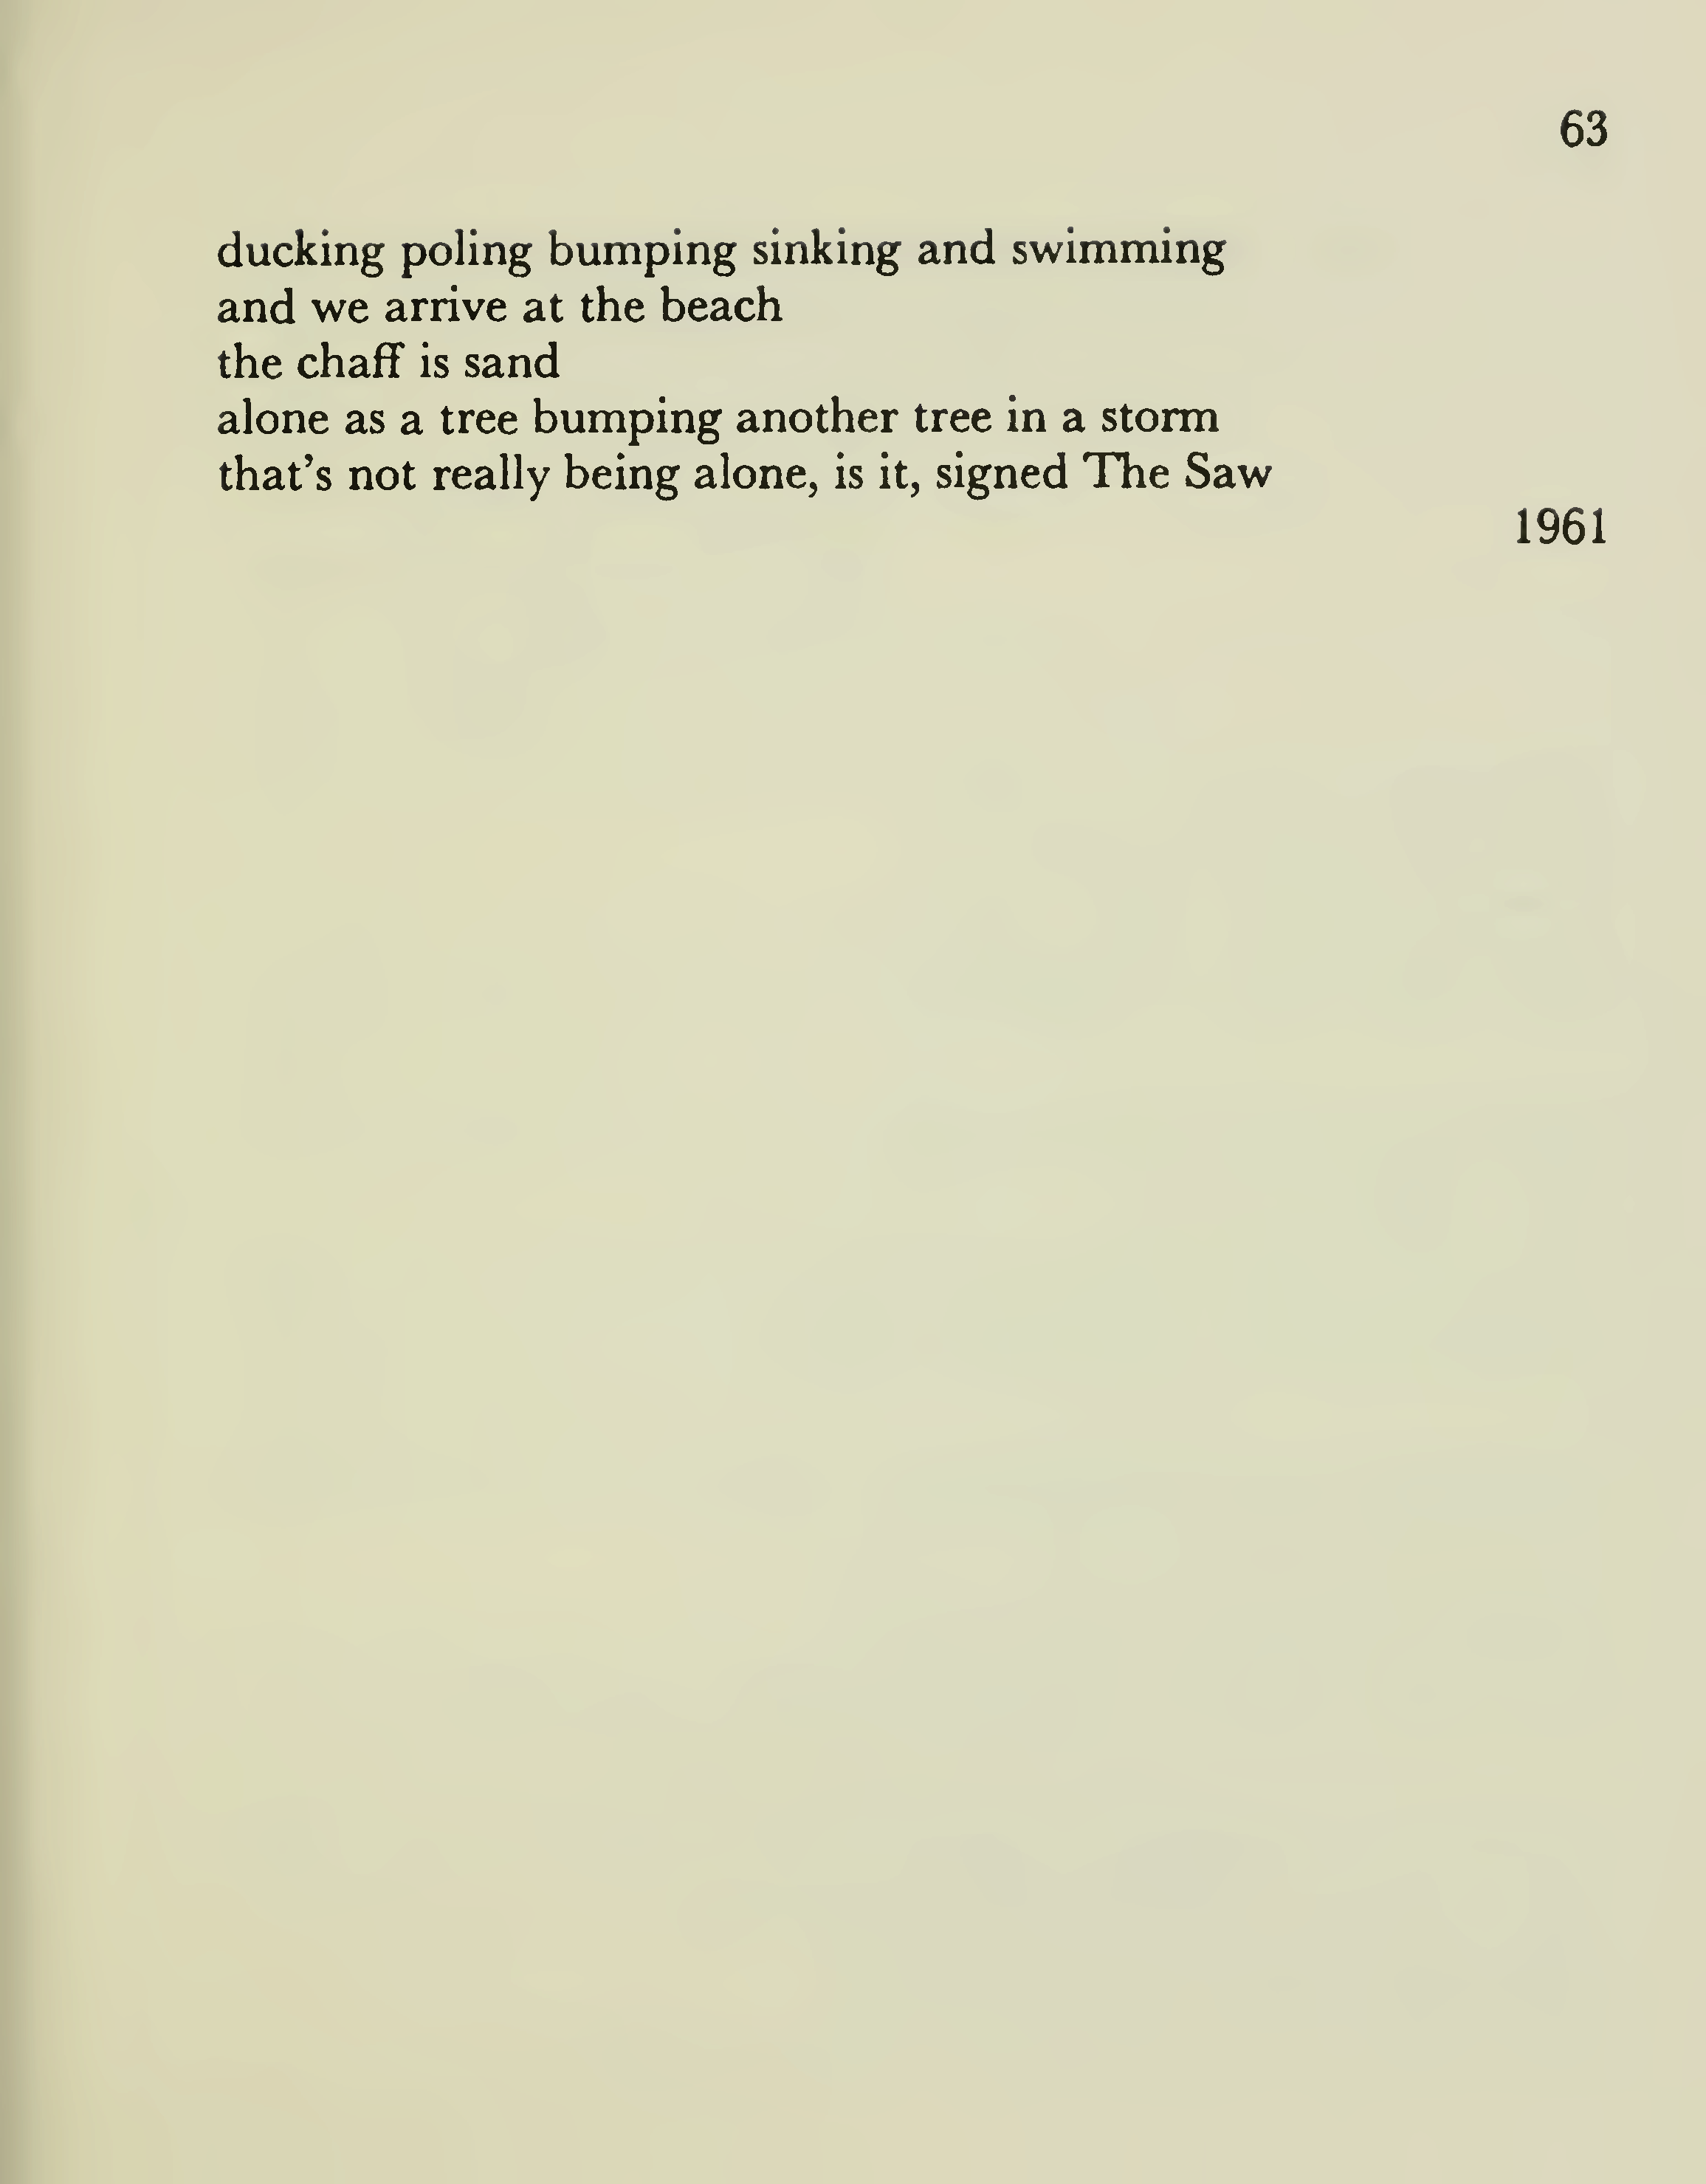 63
ducking poling bumping sinking and swimming
and we arrive at the beach
the chaff is sand
alone as a tree bumping another tree in a storm
that's not really being alone, is it, signed The Saw
1961